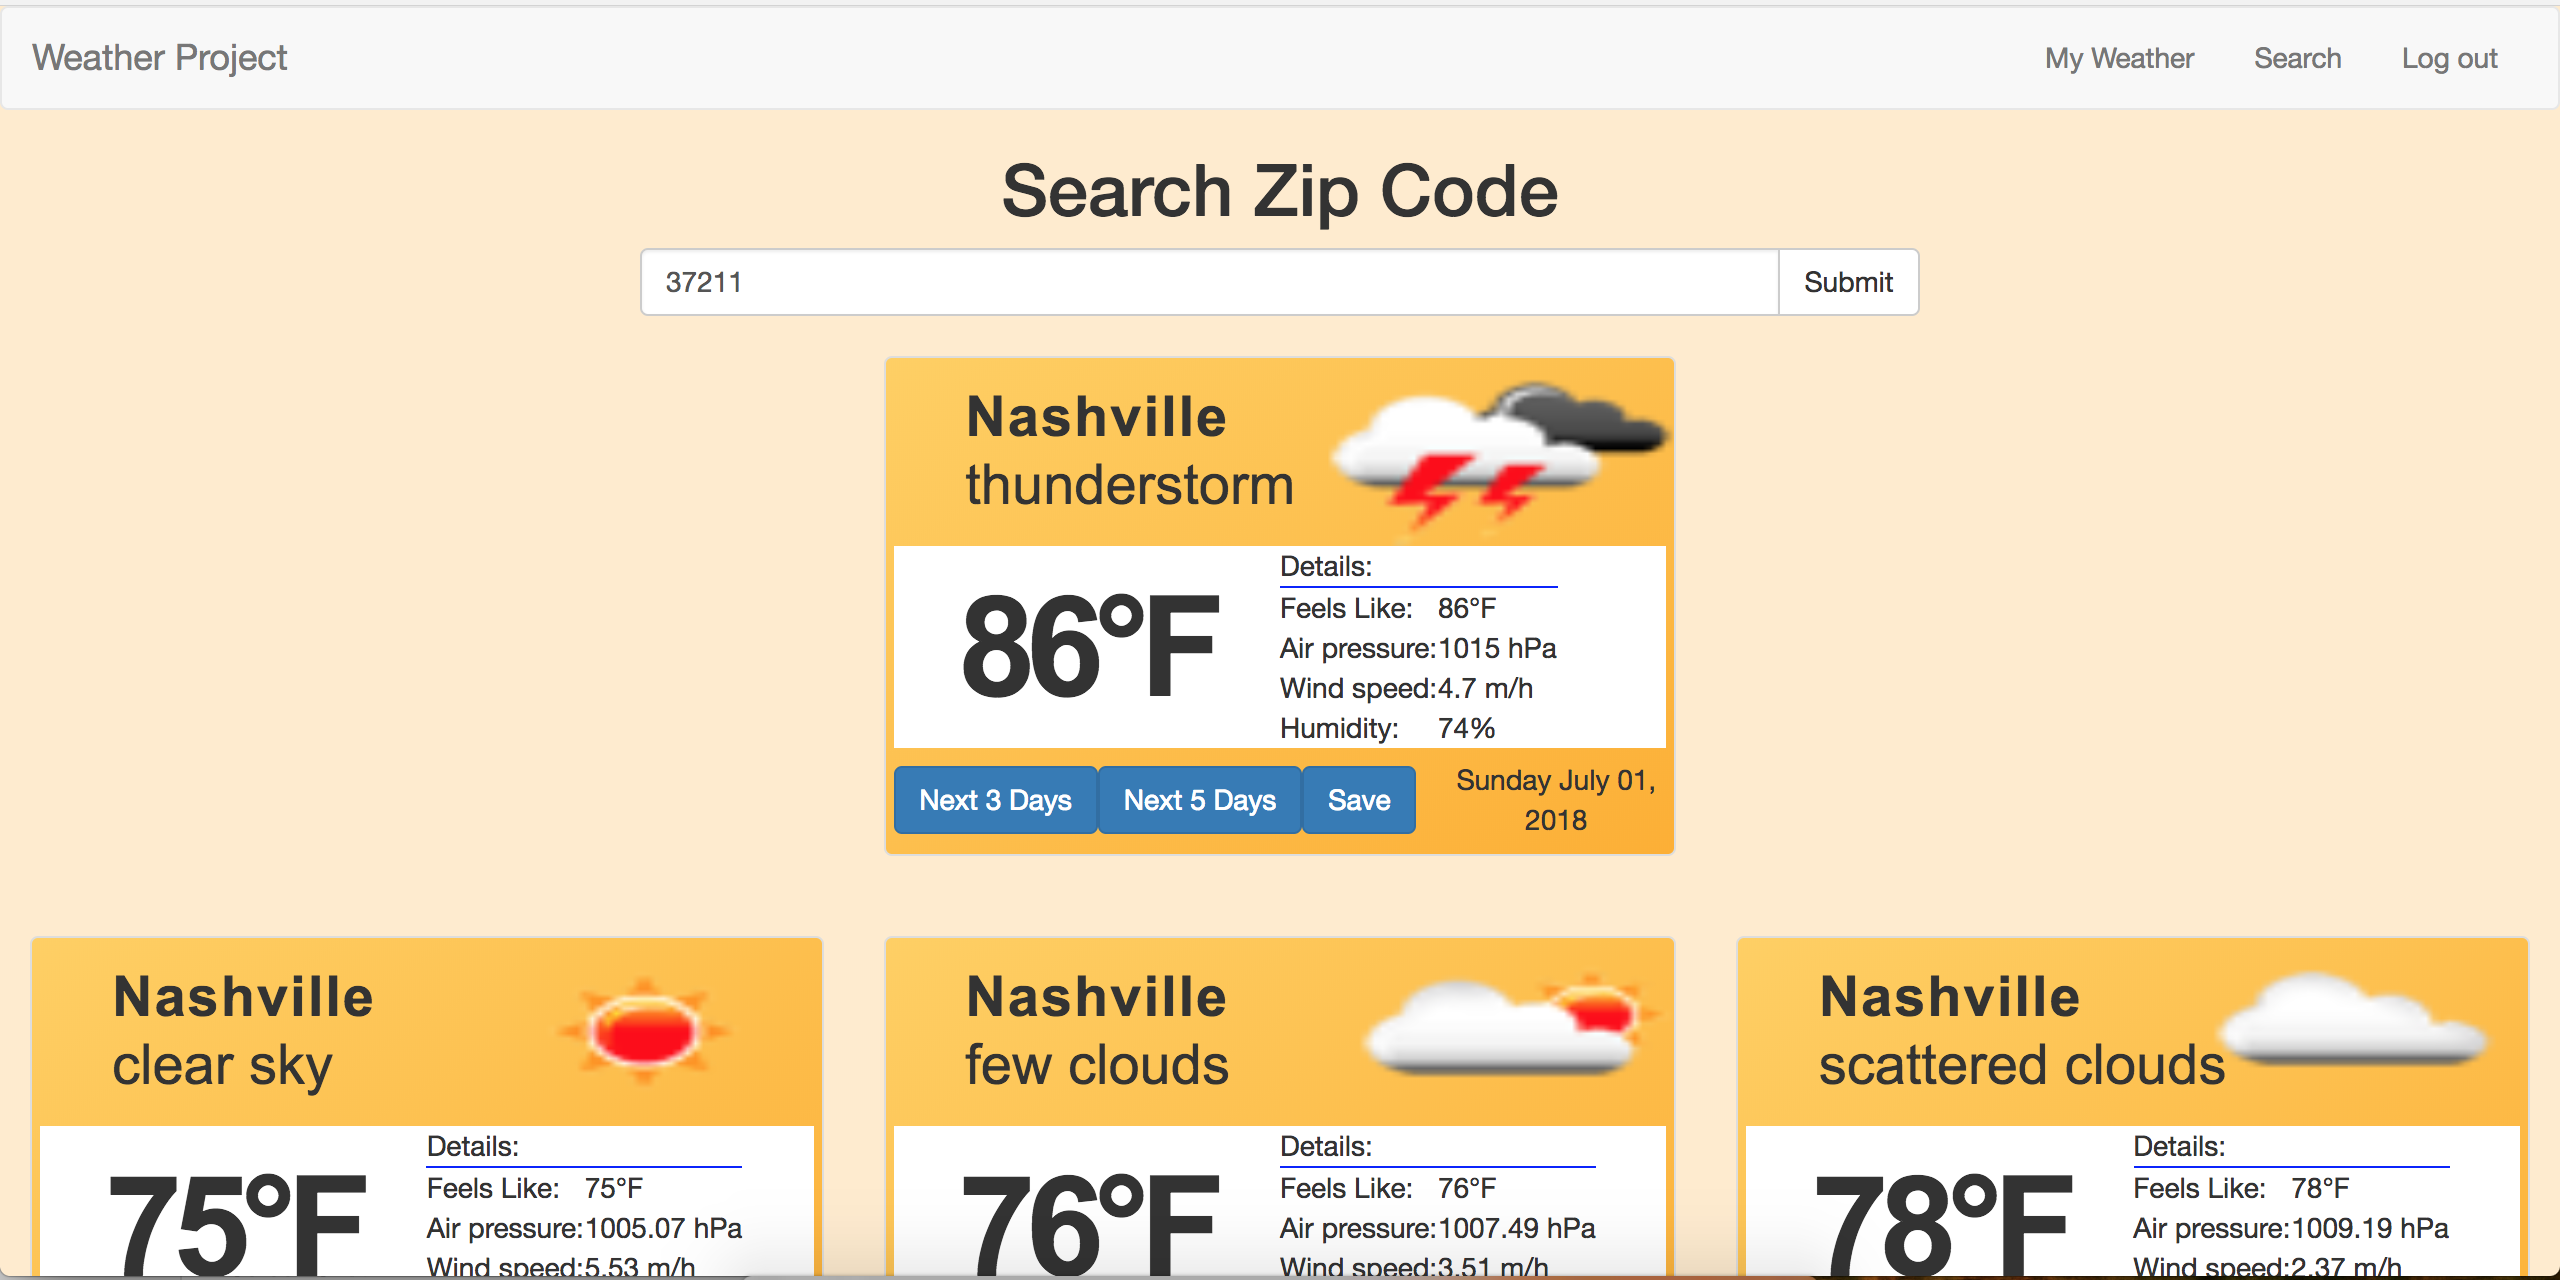 Weather Project My Weather Search Log out
Search Zip Code
37211 Submit
Nashville
thunderstorm
86°F
Details:
Feels Like: 86°F
Air pressure:1015 hPa
Wind speed:4.7 m/h
Humidity: 74%
Next 3 Days Next 5 Days Save
Sunday July 01,
2018
Nashville
clear sky
75°F
Details:
Feels Like: 75°F
Air pressure:1005.07 hPa
Wind speed:5.53 m/h
Nashville
few clouds
76°F
Details:
Feels Like: 76°F
Air pressure:1007.49 hPa
Wind speed:3.51 m/h
Nashville
scattered clouds
78°F
Details:
Feels Like: 78°F
Air pressure:1009.19 hPa
Wind speed:2.37 m/h